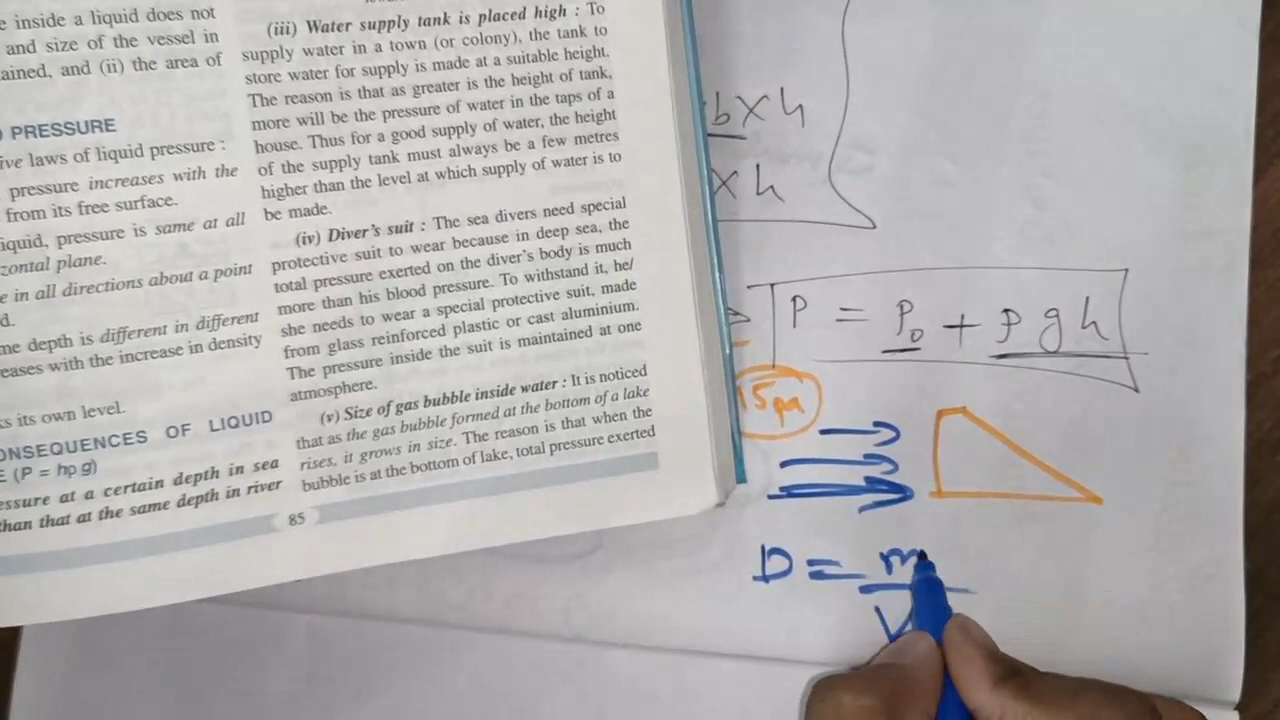 e inside a liquid does not
and size of the vessel in
ained, and (ii) the area of
PRESSURE
ive laws of liquid pressure :
pressure increases with the
from its free surface.
iquid, pressure is same at all
zontal plane.
e in all directions about a point
d.
me depth is different in different
eases with the increase in density
ks its own level.
ONSEQUENCES OF LIQUID
E (P = hρg)
essure at a certain depth in sea
than that at the same depth in river
(iii) Water supply tank is placed high : To
supply water in a town (or colony), the tank to
store water for supply is made at a suitable height.
The reason is that as greater is the height of tank,
more will be the pressure of water in the taps of a
house. Thus for a good supply of water, the height
of the supply tank must always be a few metres
higher than the level at which supply of water is to
be made.
(iv) Diver's suit : The sea divers need special
protective suit to wear because in deep sea, the
total pressure exerted on the diver's body is much
more than his blood pressure. To withstand it, he/
she needs to wear a special protective suit, made
from glass reinforced plastic or cast aluminium.
The pressure inside the suit is maintained at one
atmosphere.
(v) Size of gas bubble inside water : It is noticed
that as the gas bubble formed at the bottom of a lake
rises, it grows in size. The reason is that when the
bubble is at the bottom of lake, total pressure exerted
85
b × h
× h
P = P₀ + ρgh
15 pa
D = m
V